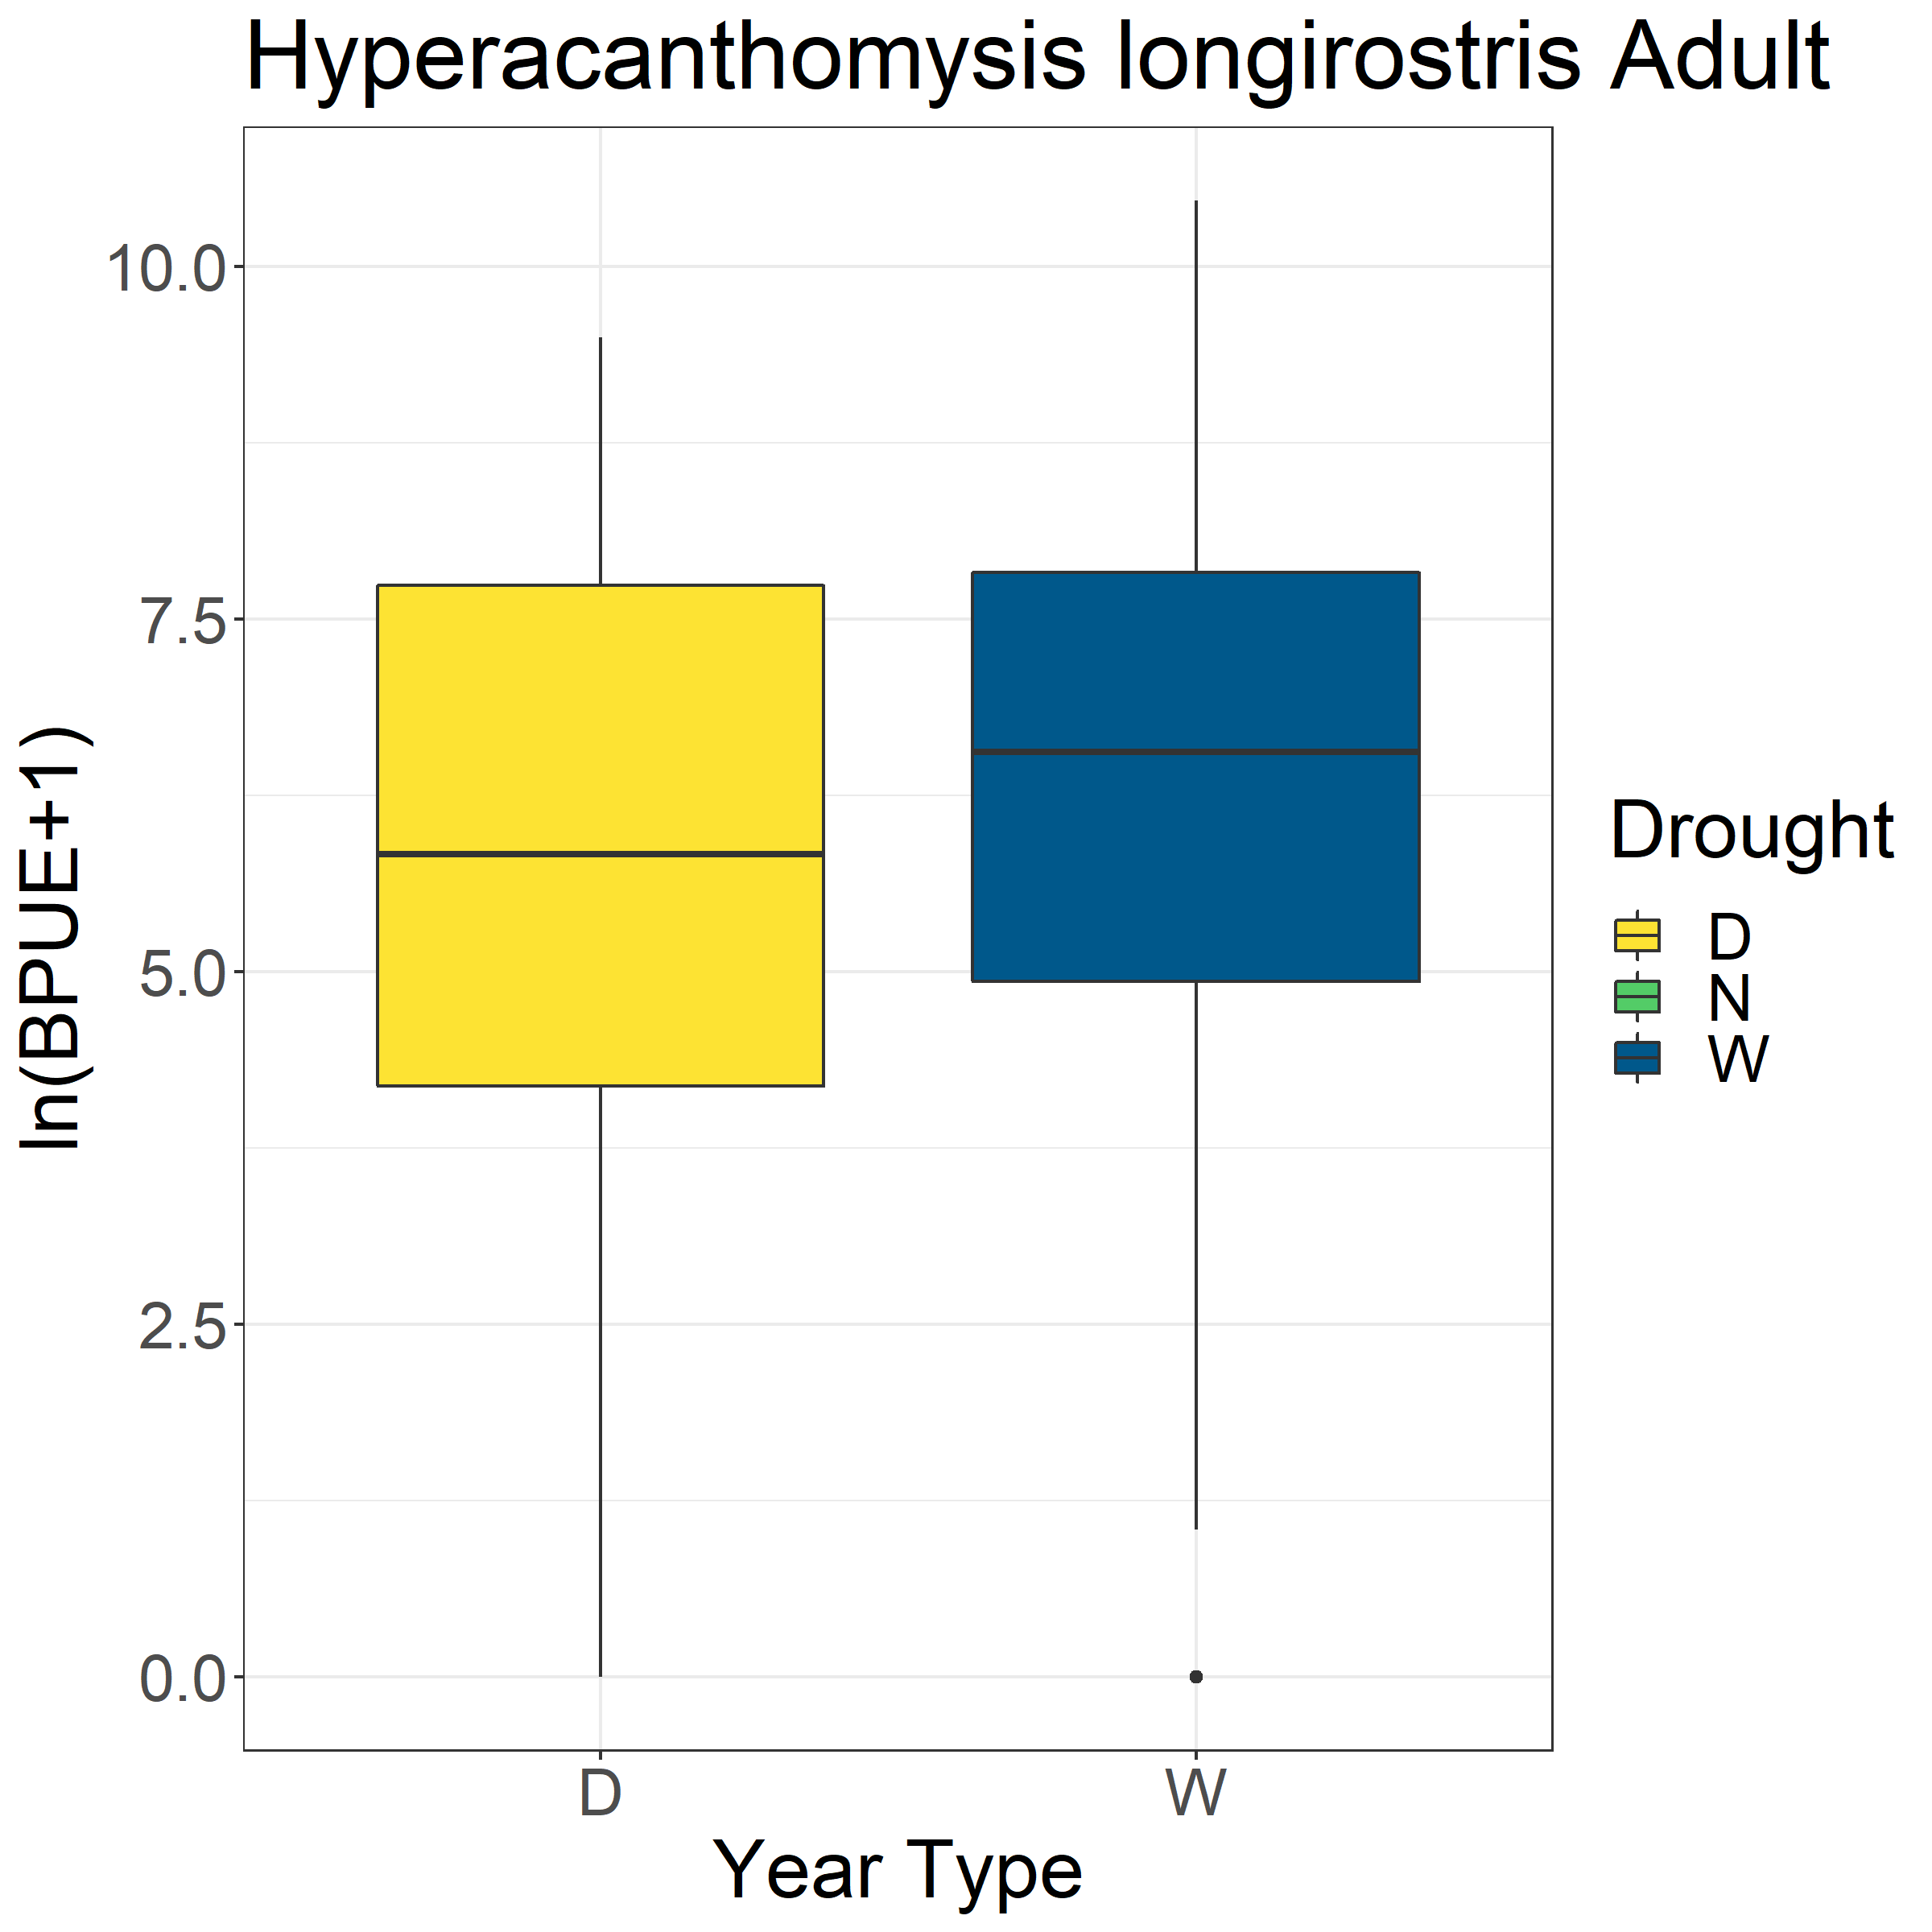 Hyperacanthomysis longirostris Adult
ln(BPUE+1)
10.0
7.5
5.0
2.5
0.0
D
W
Year Type
Drought
D
N
W